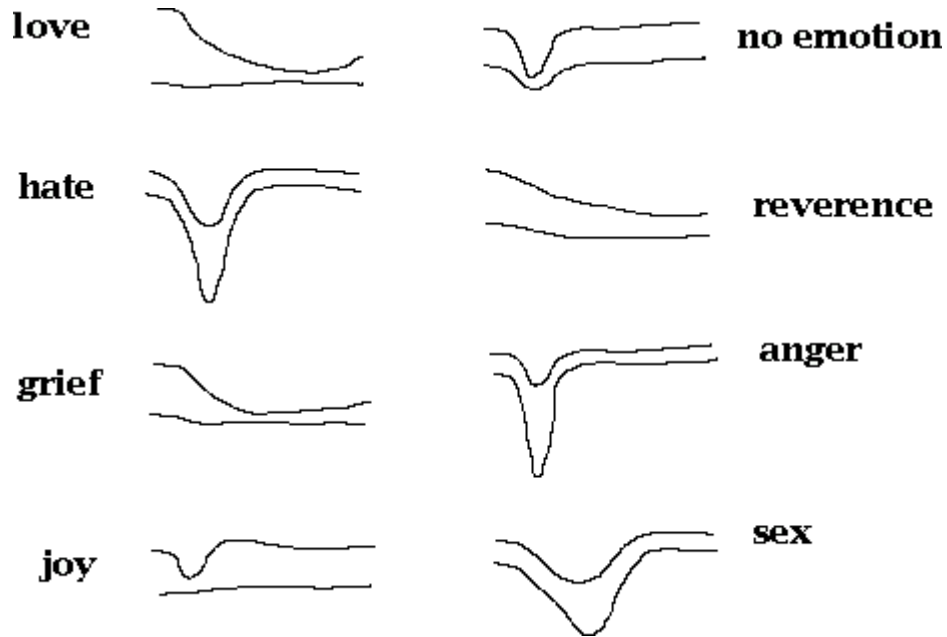 love
no emotion
hate
reverence
grief
anger
joy
sex